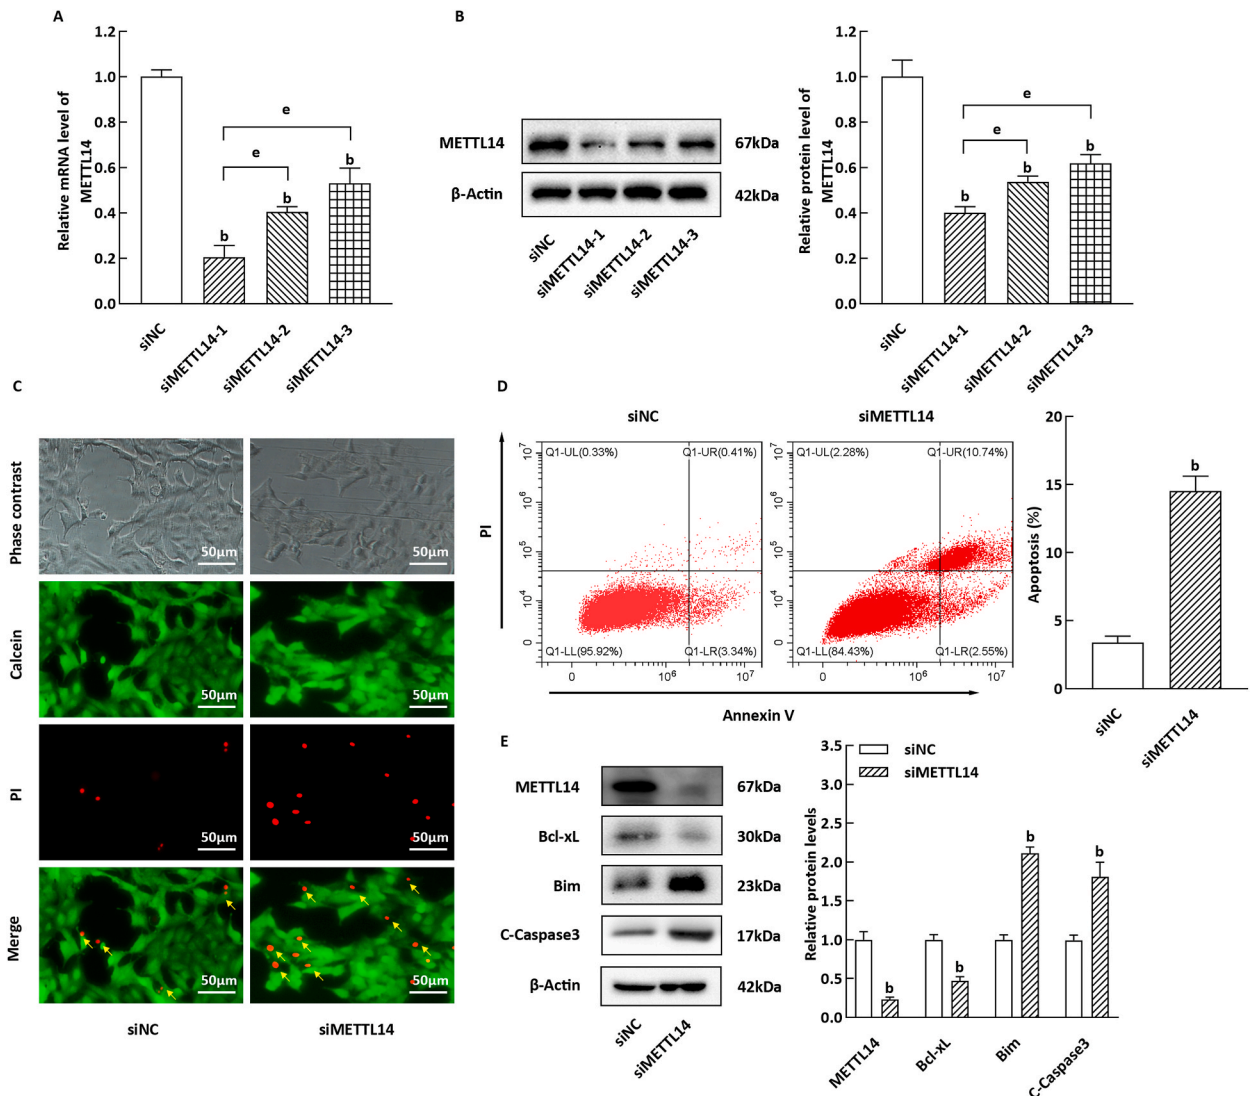 A
Relative mRNA level of
METTL14
1.2
1.0
0.8
0.6
0.4
0.2
0.0
e
e
b
b
b
siNC
siMETTL14-1
siMETTL14-2
siMETTL14-3
B
METTL14
67kDa
β-Actin
42kDa
siNC
siMETTL14-1
siMETTL14-2
siMETTL14-3
Relative protein level of
METTL14
1.2
1.0
0.8
0.6
0.4
0.2
0.0
e
e
b
b
b
siNC
siMETTL14-1
siMETTL14-2
siMETTL14-3
C
Phase contrast
50μm
50μm
Calcein
50μm
50μm
PI
50μm
50μm
Merge
50μm
50μm
siNC
siMETTL14
D
siNC
siMETTL14
PI
10⁷
10⁶
10⁵
10⁴
0
Q1-UL(0.33%)
Q1-UR(0.41%)
Q1-LL(95.92%)
Q1-LR(3.34%)
0
10⁶
10⁷
10⁷
10⁶
10⁵
10⁴
0
Q1-UL(2.28%)
Q1-UR(10.74%)
Q1-LL(84.43%)
Q1-LR(2.55%)
0
10⁶
10⁷
Annexin V
Apoptosis (%)
20
15
10
5
0
b
siNC
siMETTL14
E
METTL14
67kDa
Bcl-xL
30kDa
Bim
23kDa
C-Caspase3
17kDa
β-Actin
42kDa
siNC
siMETTL14
Relative protein levels
3.5
3.0
2.5
2.0
1.5
1.0
0.5
0.0
siNC
siMETTL14
b
b
b
b
METTL14
Bcl-xL
Bim
C-Caspase3